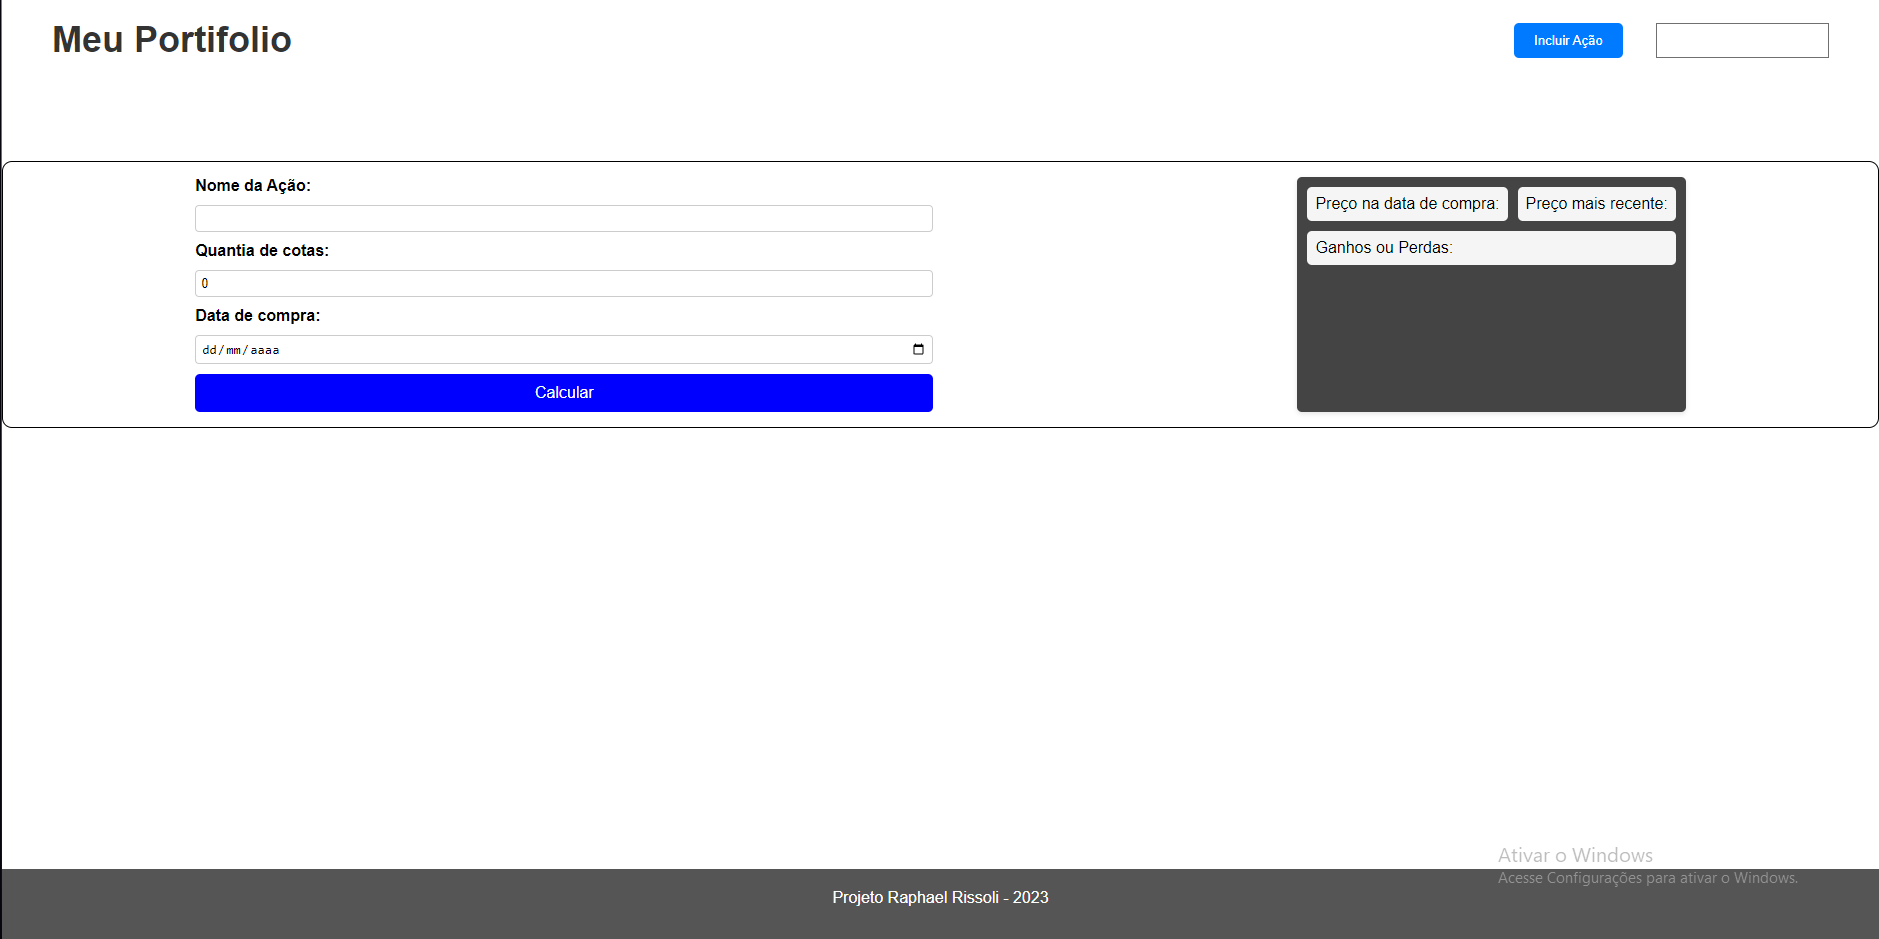 Meu Portifolio
Incluir Ação
Nome da Ação:
Quantia de cotas:
0
Data de compra:
dd/mm/aaaa
Calcular
Preço na data de compra:
Preço mais recente:
Ganhos ou Perdas:
Ativar o Windows
Acesse Configurações para ativar o Windows.
Projeto Raphael Rissoli - 2023